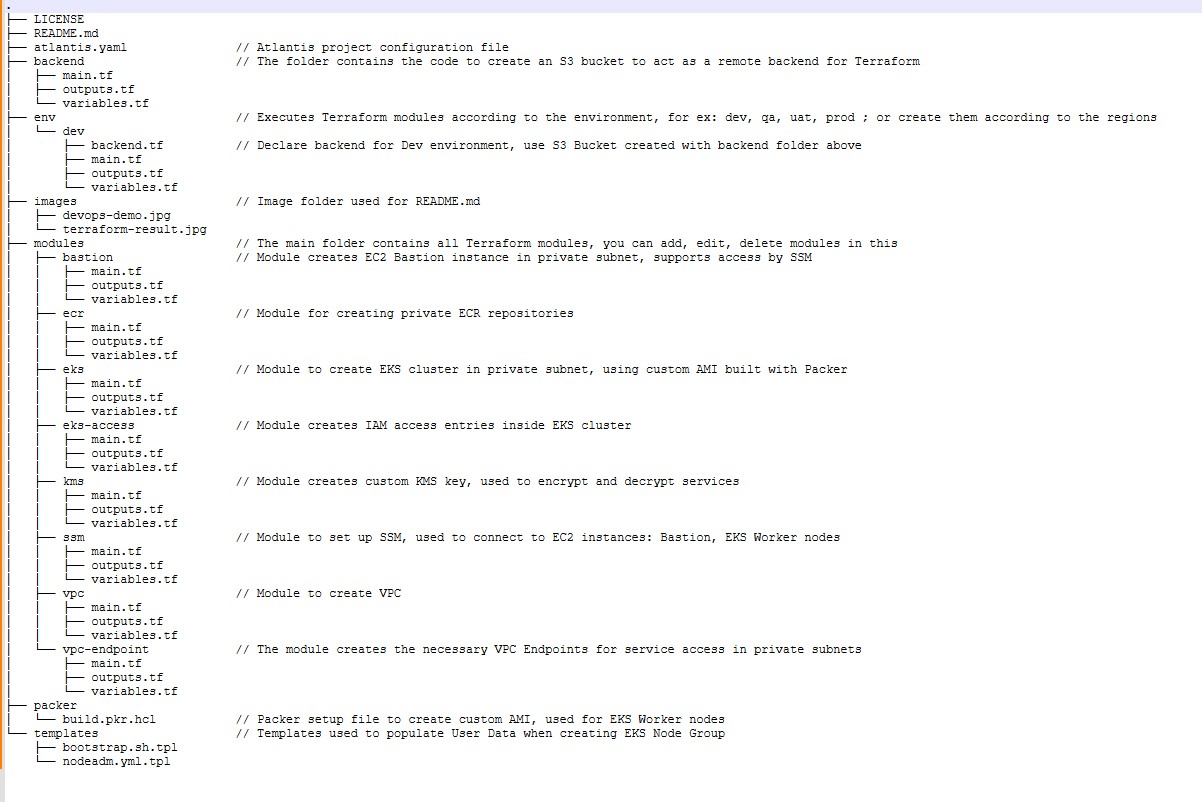 .
├── LICENSE
├── README.md
├── atlantis.yaml               // Atlantis project configuration file
├── backend                     // The folder contains the code to create an S3 bucket to act as a remote backend for Terraform
│   ├── main.tf
│   ├── outputs.tf
│   └── variables.tf
├── env                         // Executes Terraform modules according to the environment, for ex: dev, qa, uat, prod ; or create them according to the regions
│   └── dev
│       ├── backend.tf          // Declare backend for Dev environment, use S3 Bucket created with backend folder above
│       ├── main.tf
│       ├── outputs.tf
│       └── variables.tf
├── images                      // Image folder used for README.md
│   ├── devops-demo.jpg
│   └── terraform-result.jpg
├── modules                     // The main folder contains all Terraform modules, you can add, edit, delete modules in this
│   ├── bastion                 // Module creates EC2 Bastion instance in private subnet, supports access by SSM
│   │   ├── main.tf
│   │   ├── outputs.tf
│   │   └── variables.tf
│   ├── ecr                     // Module for creating private ECR repositories
│   │   ├── main.tf
│   │   ├── outputs.tf
│   │   └── variables.tf
│   ├── eks                     // Module to create EKS cluster in private subnet, using custom AMI built with Packer
│   │   ├── main.tf
│   │   ├── outputs.tf
│   │   └── variables.tf
│   ├── eks-access              // Module creates IAM access entries inside EKS cluster
│   │   ├── main.tf
│   │   ├── outputs.tf
│   │   └── variables.tf
│   ├── kms                     // Module creates custom KMS key, used to encrypt and decrypt services
│   │   ├── main.tf
│   │   ├── outputs.tf
│   │   └── variables.tf
│   ├── ssm                     // Module to set up SSM, used to connect to EC2 instances: Bastion, EKS Worker nodes
│   │   ├── main.tf
│   │   ├── outputs.tf
│   │   └── variables.tf
│   ├── vpc                     // Module to create VPC
│   │   ├── main.tf
│   │   ├── outputs.tf
│   │   └── variables.tf
│   └── vpc-endpoint            // The module creates the necessary VPC Endpoints for service access in private subnets
│       ├── main.tf
│       ├── outputs.tf
│       └── variables.tf
├── packer
│   └── build.pkr.hcl           // Packer setup file to create custom AMI, used for EKS Worker nodes
└── templates                   // Templates used to populate User Data when creating EKS Node Group
    ├── bootstrap.sh.tpl
    └── nodeadm.yml.tpl